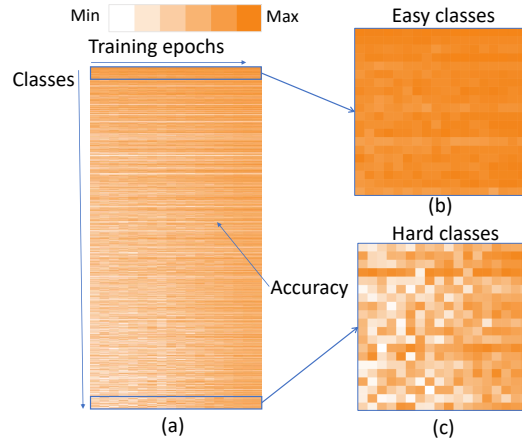 Min
Max
Training epochs
Classes
Accuracy
(a)
Easy classes
(b)
Hard classes
(c)